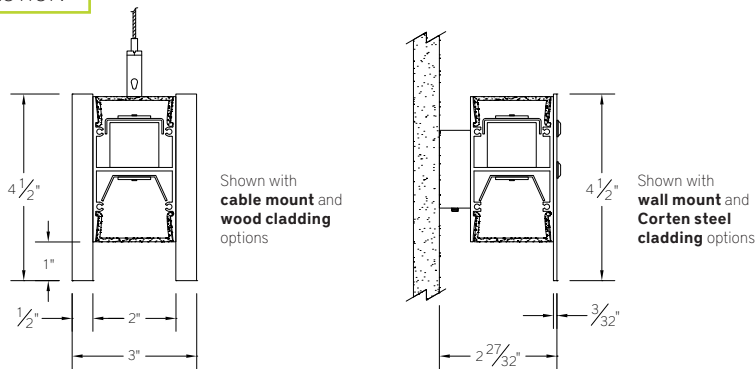 4 1/2"
1"
1/2"
2"
3"
Shown with
cable mount and
wood cladding
options
4 1/2"
3/32"
2 27/32"
Shown with
wall mount and
Corten steel
cladding options